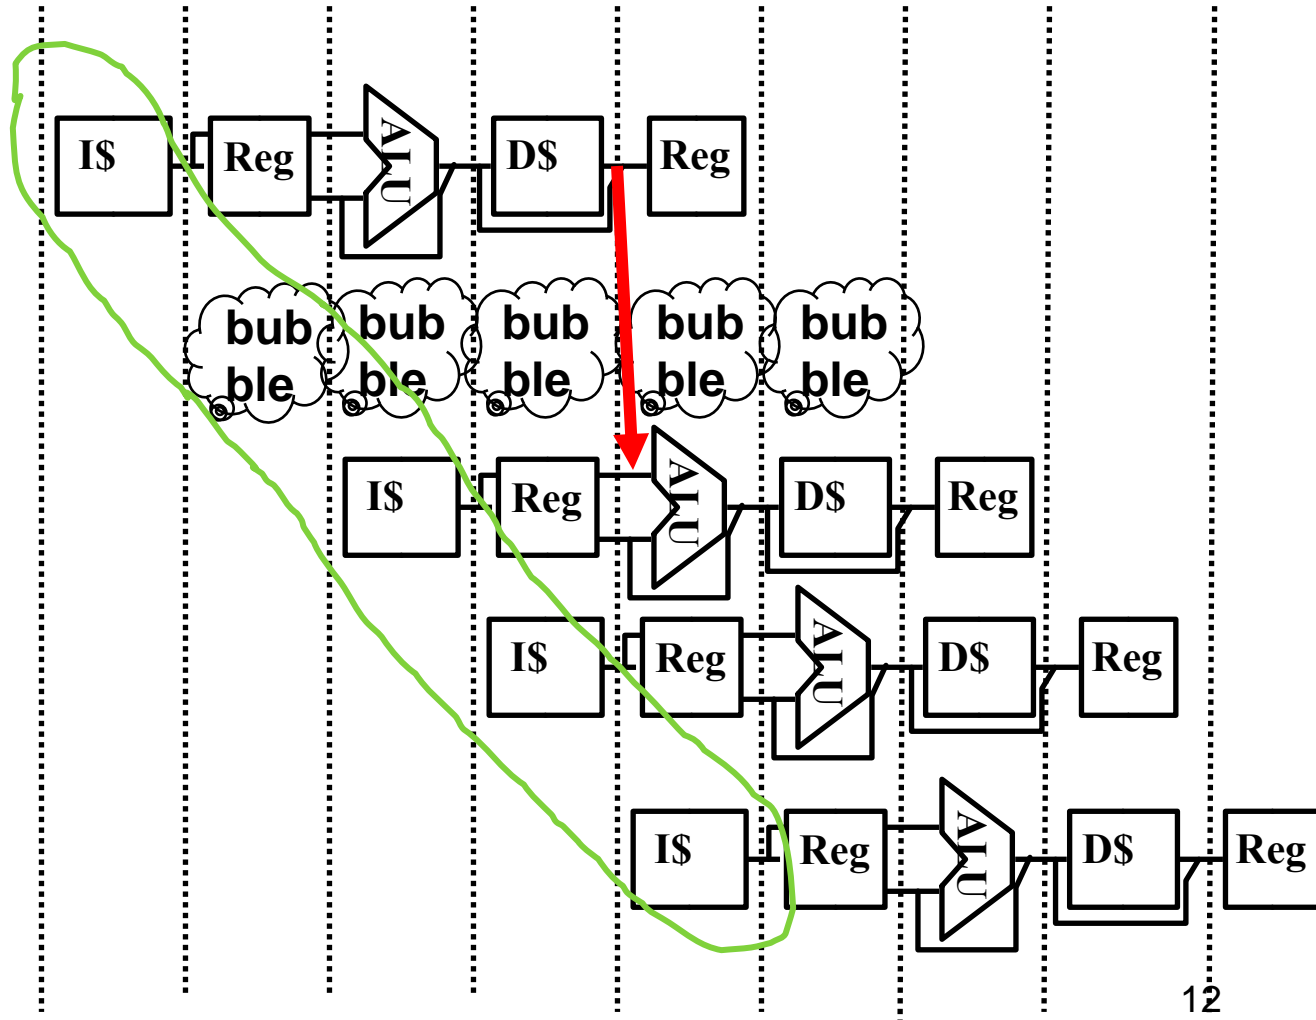 I$ Reg ALU D$ Reg
bub bub bub bub bub
ble ble ble ble ble
I$ Reg ALU D$ Reg
I$ Reg ALU D$ Reg
I$ Reg ALU D$ Reg
12